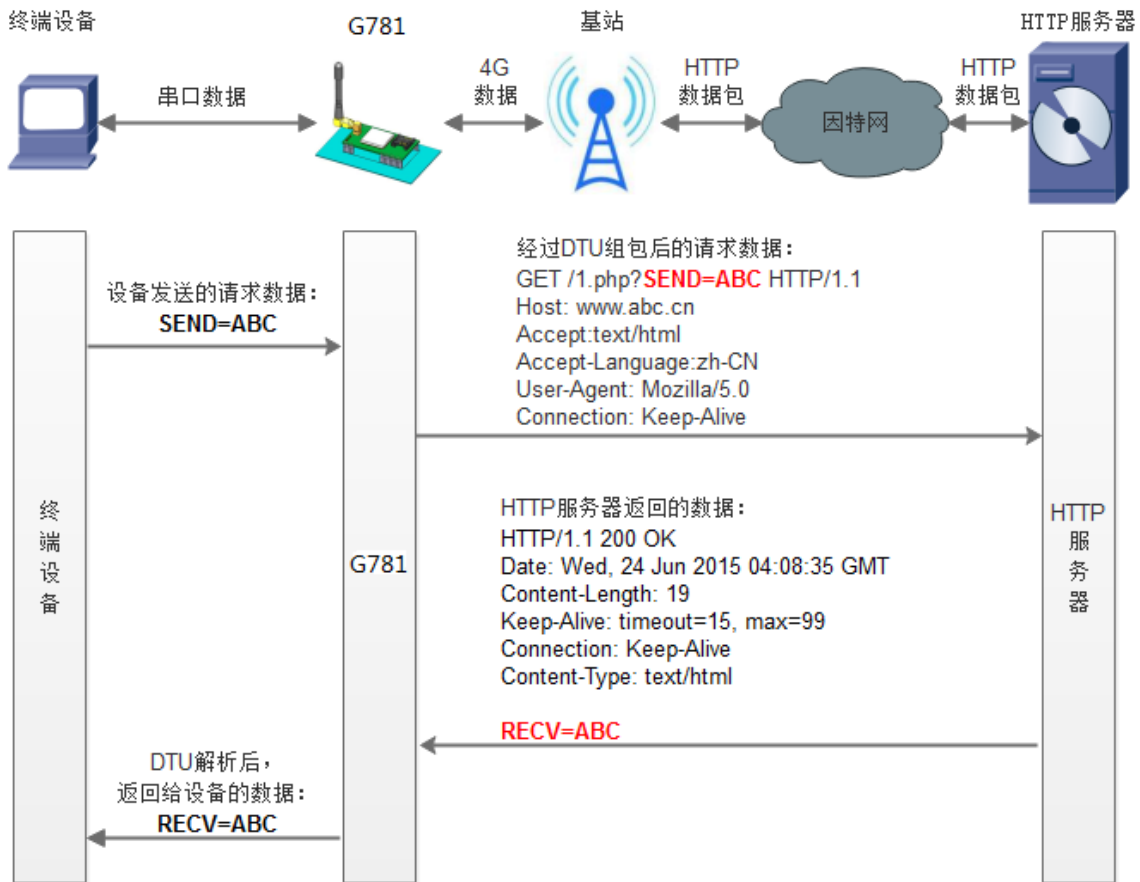 终端设备
G781
基站
HTTP服务器
串口数据
4G
数据
HTTP
数据包
因特网
HTTP
数据包
设备发送的请求数据：
SEND=ABC
经过DTU组包后的请求数据：
GET /1.php?SEND=ABC HTTP/1.1
Host: www.abc.cn
Accept:text/html
Accept-Language:zh-CN
User-Agent: Mozilla/5.0
Connection: Keep-Alive
终端设备
G781
HTTP服务器
HTTP服务器返回的数据：
HTTP/1.1 200 OK
Date: Wed, 24 Jun 2015 04:08:35 GMT
Content-Length: 19
Keep-Alive: timeout=15, max=99
Connection: Keep-Alive
Content-Type: text/html
RECV=ABC
DTU解析后，
返回给设备的数据：
RECV=ABC